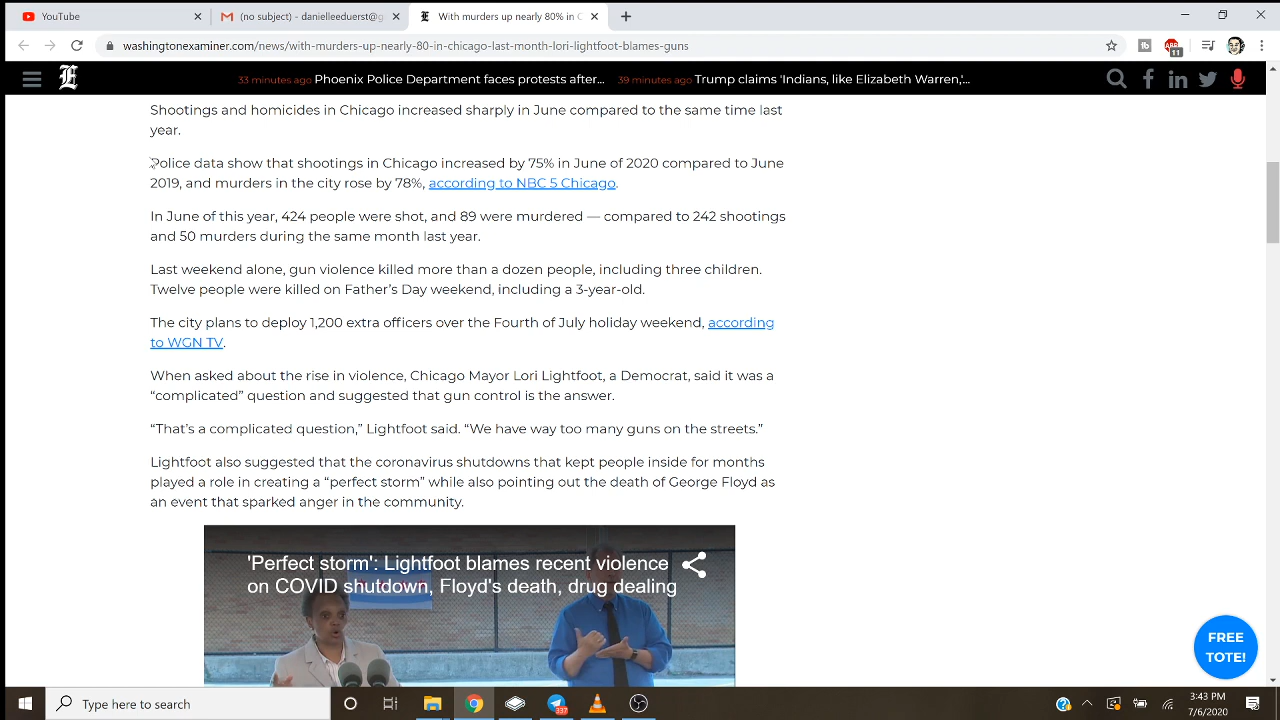 YouTube
(no subject) - danielleeduerst@g
With murders up nearly 80% in C
washingtonexaminer.com/news/with-murders-up-nearly-80-in-chicago-last-month-lori-lightfoot-blames-guns
11
33 minutes ago Phoenix Police Department faces protests after...
39 minutes ago Trump claims 'Indians, like Elizabeth Warren,'...
Shootings and homicides in Chicago increased sharply in June compared to the same time last
year.
Police data show that shootings in Chicago increased by 75% in June of 2020 compared to June
2019, and murders in the city rose by 78%, according to NBC 5 Chicago.
In June of this year, 424 people were shot, and 89 were murdered — compared to 242 shootings
and 50 murders during the same month last year.
Last weekend alone, gun violence killed more than a dozen people, including three children.
Twelve people were killed on Father's Day weekend, including a 3-year-old.
The city plans to deploy 1,200 extra officers over the Fourth of July holiday weekend, according
to WGN TV.
When asked about the rise in violence, Chicago Mayor Lori Lightfoot, a Democrat, said it was a
“complicated” question and suggested that gun control is the answer.
“That's a complicated question,” Lightfoot said. “We have way too many guns on the streets.”
Lightfoot also suggested that the coronavirus shutdowns that kept people inside for months
played a role in creating a “perfect storm” while also pointing out the death of George Floyd as
an event that sparked anger in the community.
'Perfect storm': Lightfoot blames recent violence
on COVID shutdown, Floyd's death, drug dealing
FREE
TOTE!
Type here to search
337
3:43 PM
7/6/2020